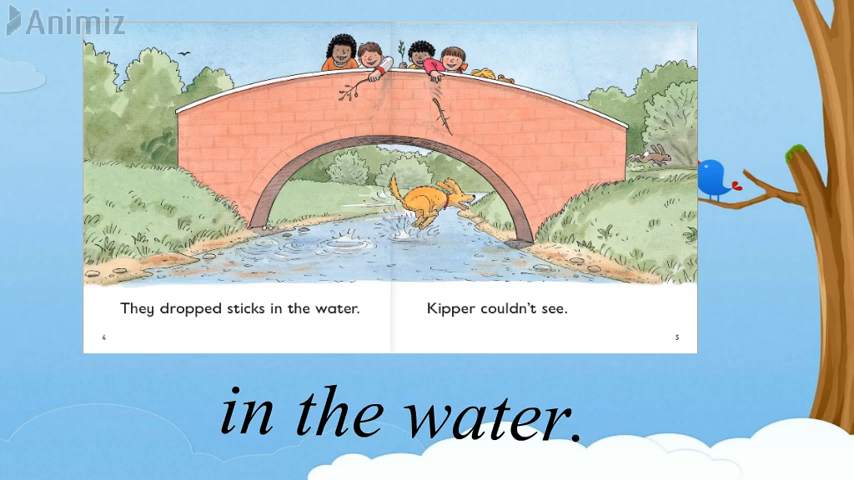 Animiz
They dropped sticks in the water.
Kipper couldn't see.
4
5
in the water.